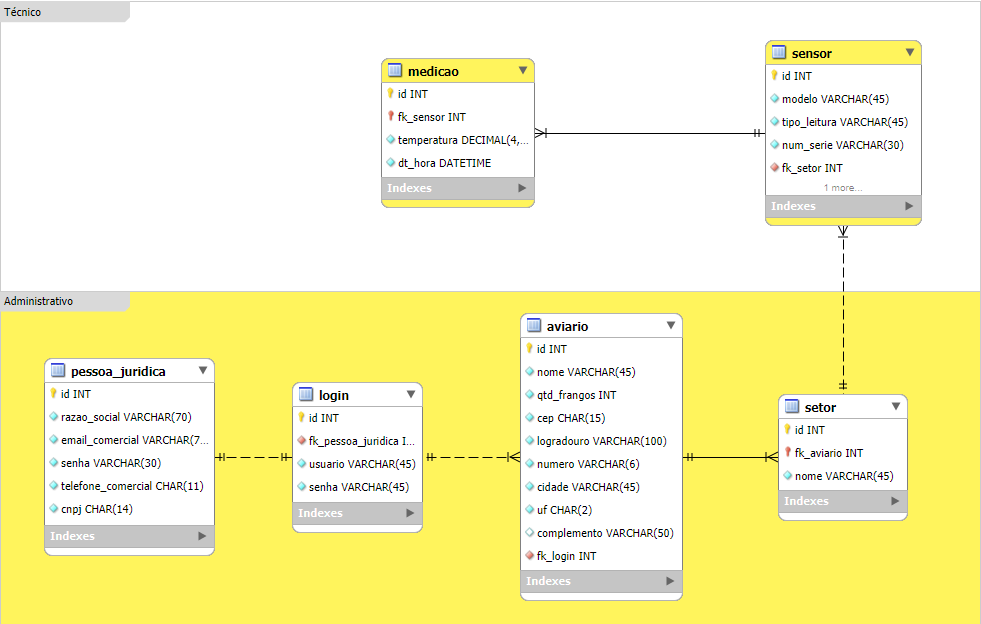 Técnico
medicao
id INT
fk_sensor INT
temperatura DECIMAL(4,...
dt_hora DATETIME
Indexes
sensor
id INT
modelo VARCHAR(45)
tipo_leitura VARCHAR(45)
num_serie VARCHAR(30)
fk_setor INT
1 more...
Indexes
Administrativo
pessoa_juridica
id INT
razao_social VARCHAR(70)
email_comercial VARCHAR(7...
senha VARCHAR(30)
telefone_comercial CHAR(11)
cnpj CHAR(14)
Indexes
login
id INT
fk_pessoa_juridica I...
usuario VARCHAR(45)
senha VARCHAR(45)
Indexes
aviario
id INT
nome VARCHAR(45)
qtd_frangos INT
cep CHAR(15)
logradouro VARCHAR(100)
numero VARCHAR(6)
cidade VARCHAR(45)
uf CHAR(2)
complemento VARCHAR(50)
fk_login INT
Indexes
setor
id INT
fk_aviario INT
nome VARCHAR(45)
Indexes